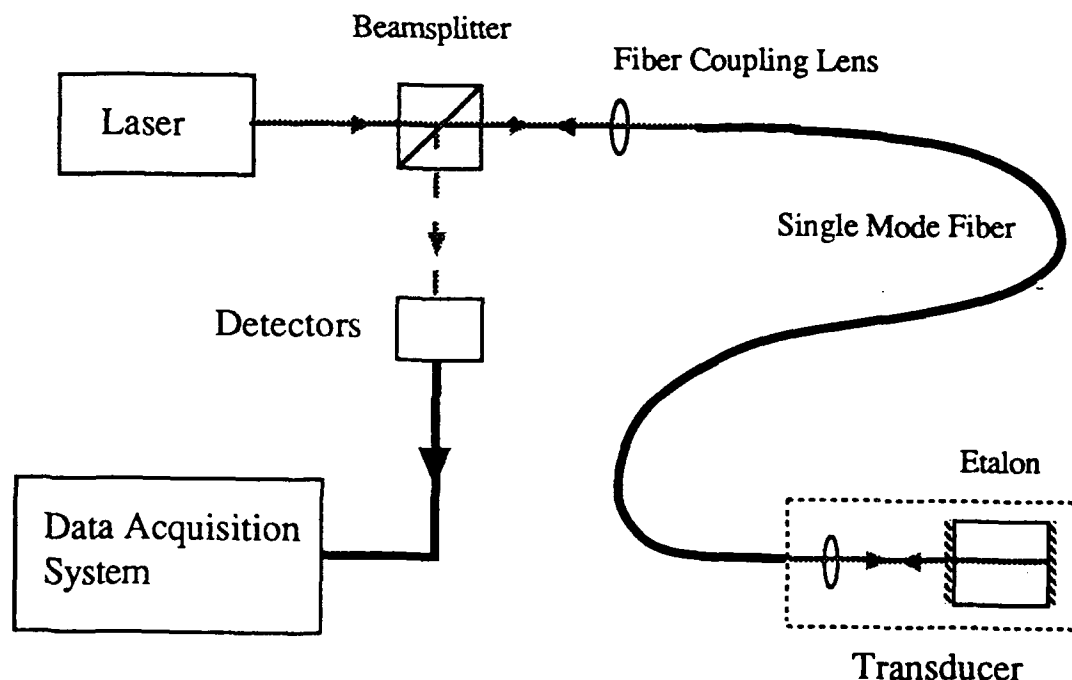 Beamsplitter
Fiber Coupling Lens
Laser
Single Mode Fiber
Detectors
Etalon
Data Acquisition
System
Transducer